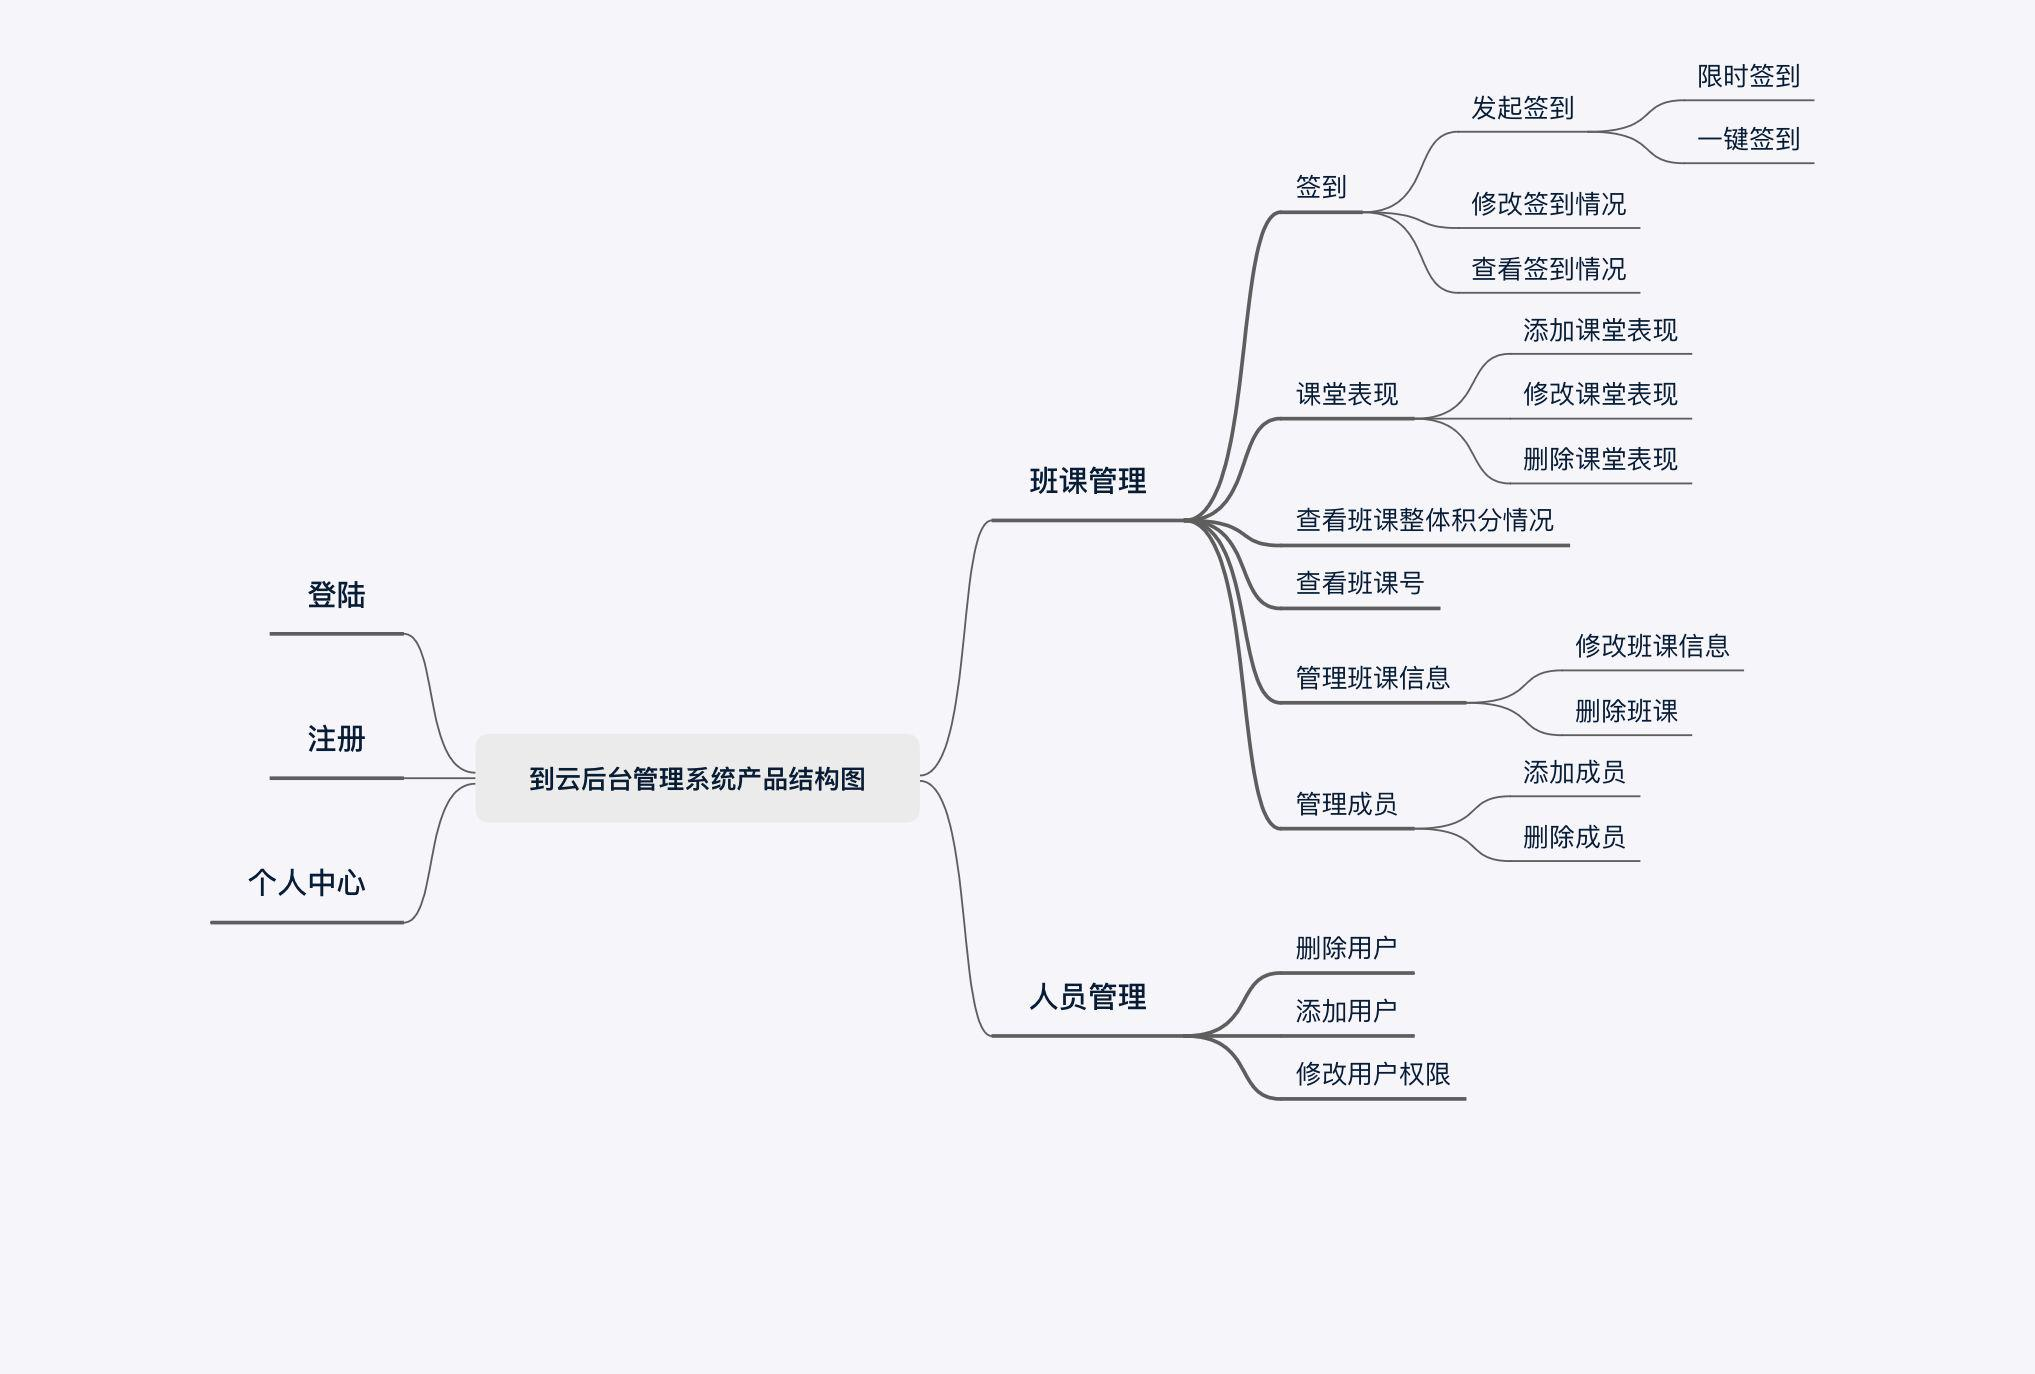 到云后台管理系统产品结构图
班课管理
签到
发起签到
限时签到
一键签到
修改签到情况
查看签到情况
课堂表现
添加课堂表现
修改课堂表现
删除课堂表现
查看班课整体积分情况
查看班课号
管理班课信息
修改班课信息
删除班课
管理成员
添加成员
删除成员
人员管理
删除用户
添加用户
修改用户权限
登陆
注册
个人中心